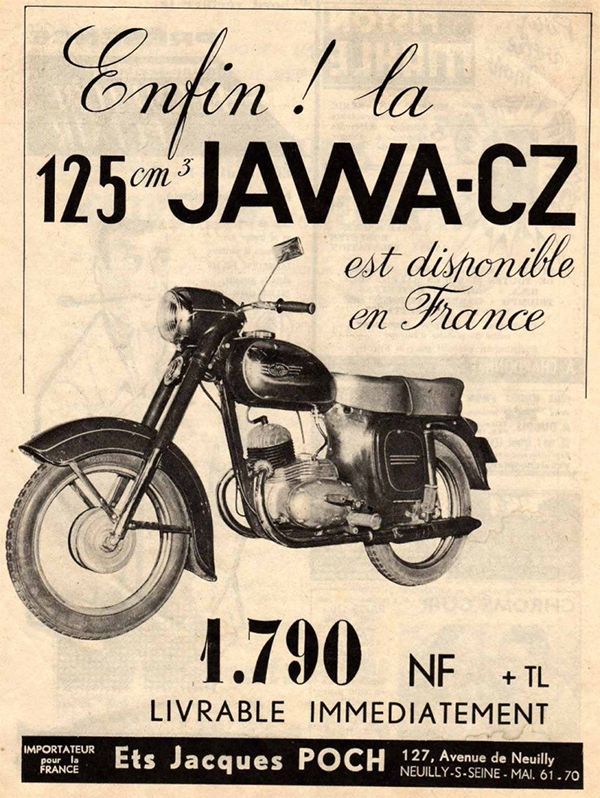 Enfin ! la
125 cm³ JAWA-CZ
est disponible
en France
1.790 NF + TL
LIVRABLE IMMEDIATEMENT
IMPORTATEUR
pour la
FRANCE
Ets Jacques POCH
127, Avenue de Neuilly
NEUILLY-S-SEINE - MAI. 61-70